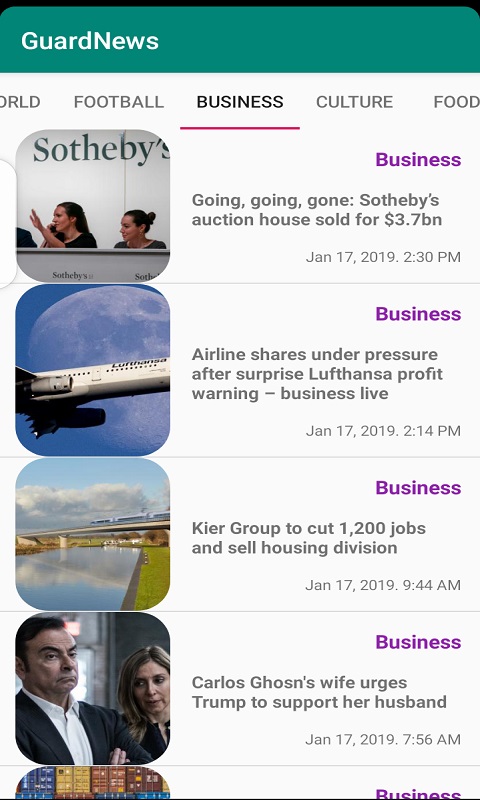 GuardNews
ORLD FOOTBALL BUSINESS CULTURE FOOD
Sotheby's
Sotheby's
Sotheby
Business
Going, going, gone: Sotheby’s
auction house sold for $3.7bn
Jan 17, 2019. 2:30 PM
Lufthansa
Business
Airline shares under pressure
after surprise Lufthansa profit
warning – business live
Jan 17, 2019. 2:14 PM
Business
Kier Group to cut 1,200 jobs
and sell housing division
Jan 17, 2019. 9:44 AM
Business
Carlos Ghosn's wife urges
Trump to support her husband
Jan 17, 2019. 7:56 AM
Business